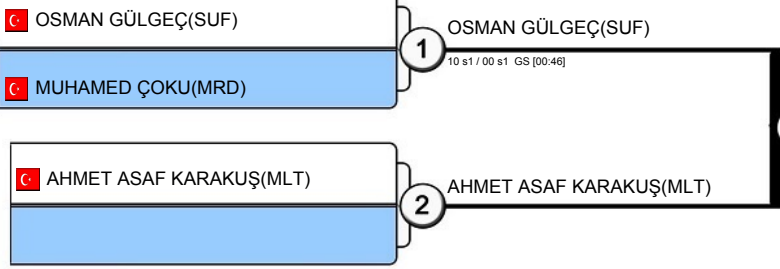 OSMAN GÜLGEÇ(SUF)
MUHAMED ÇOKU(MRD)
1
OSMAN GÜLGEÇ(SUF)
10 s1 / 00 s1 GS [00:46]
AHMET ASAF KARAKUŞ(MLT)
2
AHMET ASAF KARAKUŞ(MLT)